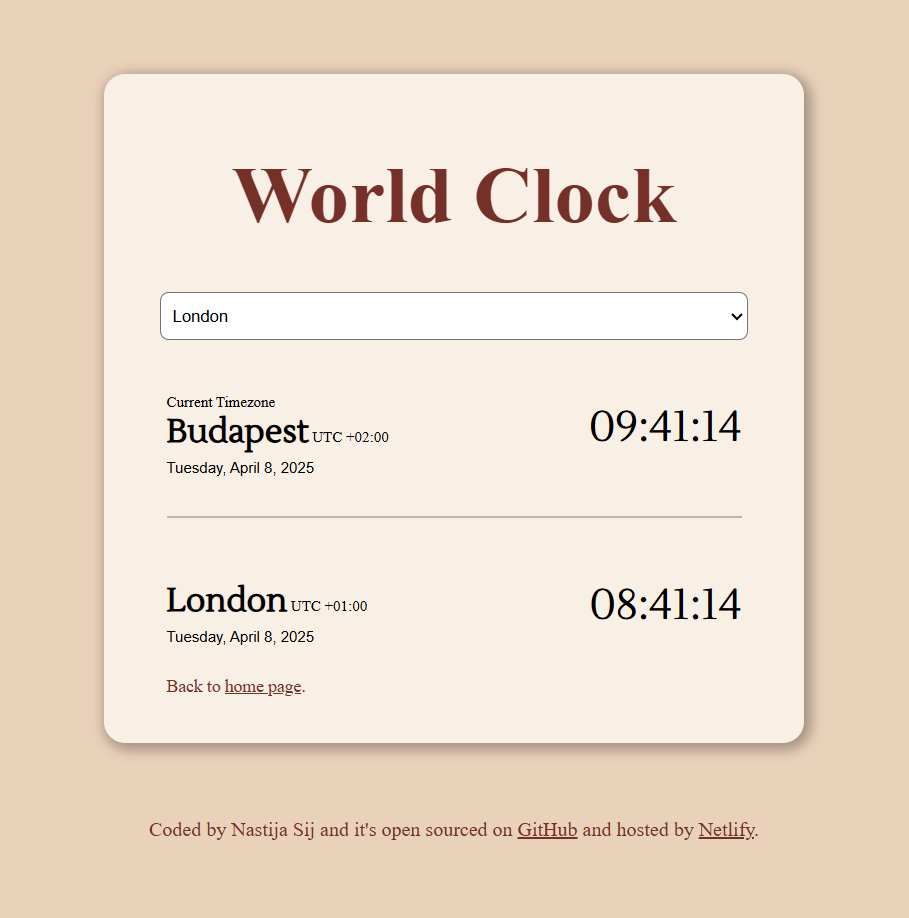 World Clock
London
Current Timezone
Budapest UTC +02:00
09:41:14
Tuesday, April 8, 2025
London UTC +01:00
08:41:14
Tuesday, April 8, 2025
Back to home page.
Coded by Nastija Sij and it's open sourced on GitHub and hosted by Netlify.